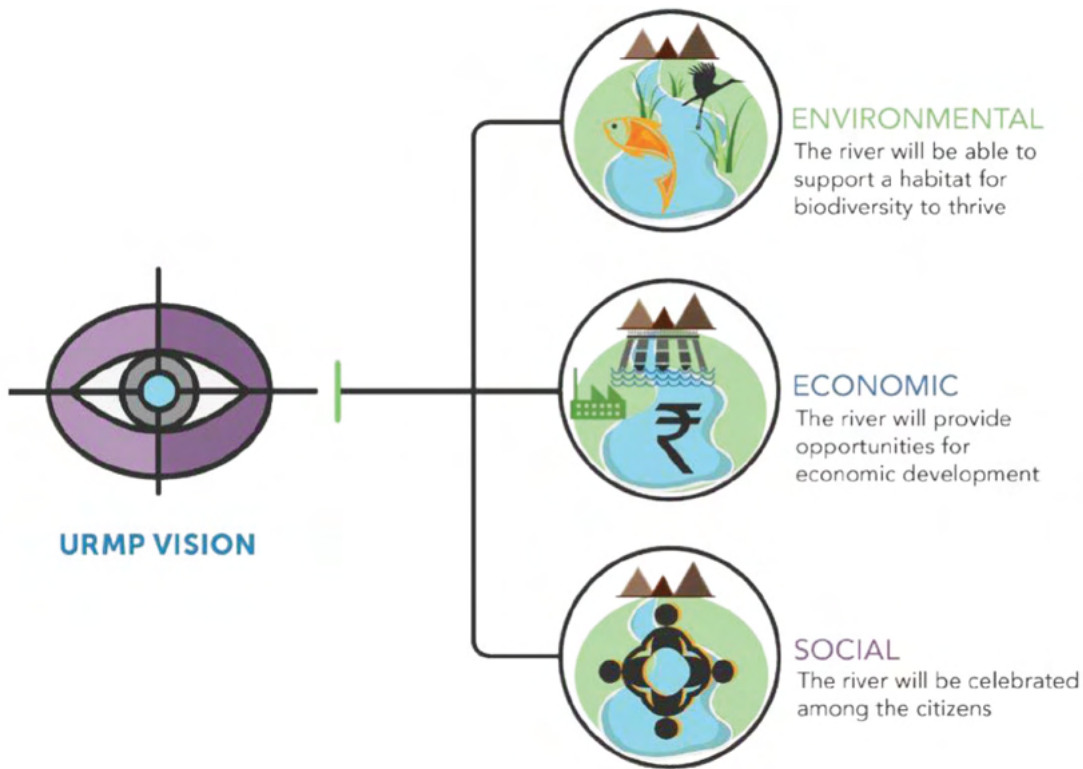 URMP VISION
ENVIRONMENTAL
The river will be able to
support a habitat for
biodiversity to thrive
₹
ECONOMIC
The river will provide
opportunities for
economic development
SOCIAL
The river will be celebrated
among the citizens